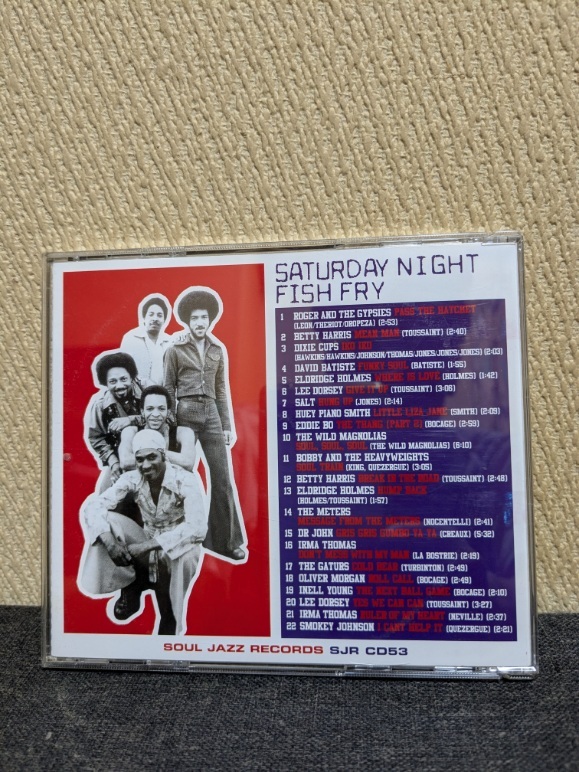 SATURDAY NIGHT
FISH FRY
1 ROGER AND THE GYPSIES PASS THE HATCHET
(LEON/THERIOT/OROPEZA) (2:53)
2 BETTY HARRIS MEAN MAN (TOUSSAINT) (2:40)
3 DIXIE CUPS IKO IKO
(HAWKINS/HAWKINS/JOHNSON/THOMAS/JONES/JONES/JONES) (2:03)
4 DAVID BATISTE FUNKY SOUL (BATISTE) (1:55)
5 ELDRIDGE HOLMES WHERE IS LOVE (HOLMES) (1:42)
6 LEE DORSEY GIVE IT UP (TOUSSAINT) (3:06)
7 SALT HUNG UP (JONES) (2:14)
8 HUEY PIANO SMITH LITTLE LIZA JANE (SMITH) (2:09)
9 EDDIE BO THE THANG (PART 2) (BOCAGE) (2:59)
10 THE WILD MAGNOLIAS
SOUL, SOUL, SOUL (THE WILD MAGNOLIAS) (6:10)
11 BOBBY AND THE HEAVYWEIGHTS
SOUL TRAIN (KING, QUEZERGUE) (3:05)
12 BETTY HARRIS BREAK IN THE ROAD (TOUSSAINT) (2:48)
13 ELDRIDGE HOLMES HUMP BACK
(HOLMES/TOUSSAINT) (1:57)
14 THE METERS
MESSAGE FROM THE METERS (NOCENTELLI) (2:41)
15 DR JOHN GRIS GRIS GUMBO YA YA (CREAUX) (5:32)
16 IRMA THOMAS
DON'T MESS WITH MY MAN (LA BOSTRIE) (2:19)
17 THE GATURS COLD BEAR (TURBINTON) (2:49)
18 OLIVER MORGAN ROLL CALL (BOCAGE) (2:49)
19 INELL YOUNG THE NEXT BALL GAME (BOCAGE) (2:10)
20 LEE DORSEY YES WE CAN CAN (TOUSSAINT) (3:27)
21 IRMA THOMAS RULER OF MY HEART (NEVILLE) (2:37)
22 SMOKEY JOHNSON I CANT HELP IT (QUEZERGUE) (2:21)
SOUL JAZZ RECORDS SJR CD53